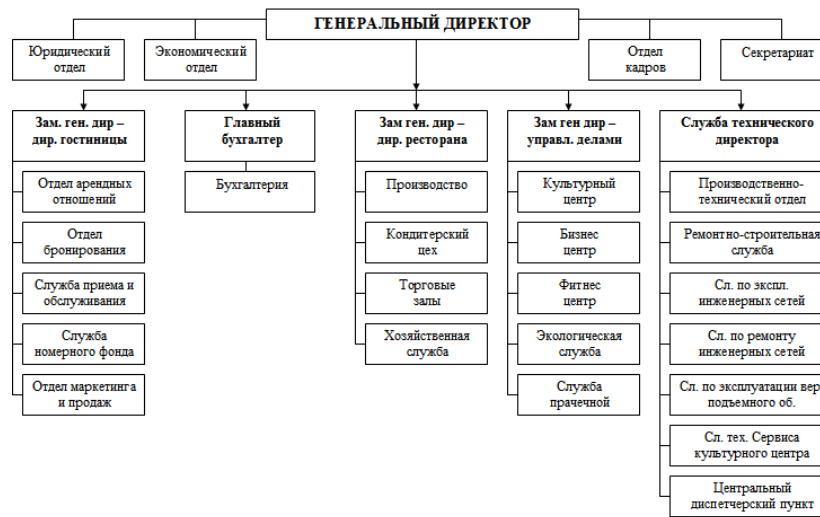 ГЕНЕРАЛЬНЫЙ ДИРЕКТОР
Юридический
отдел
Экономический
отдел
Отдел
кадров
Секретариат
Зам. ген. дир –
дир. гостиницы
Главный
бухгалтер
Зам ген. дир –
дир. ресторана
Зам ген дир –
управл. делами
Служба технического
директора
Отдел арендных
отношений
Отдел
бронирования
Служба приема и
обслуживания
Служба
номерного фонда
Отдел маркетинга
и продаж
Бухгалтерия
Производство
Кондитерский
цех
Торговые
залы
Хозяйственная
служба
Культурный
центр
Бизнес
центр
Фитнес
центр
Экологическая
служба
Служба
прачечной
Производственно-
технический отдел
Ремонтно-строительная
служба
Сл. по экспл.
инженерных сетей
Сл. по ремонту
инженерных сетей
Сл. по эксплуатации вер
подъемного об.
Сл. тех. Сервиса
культурного центра
Центральный
диспетчерский пункт